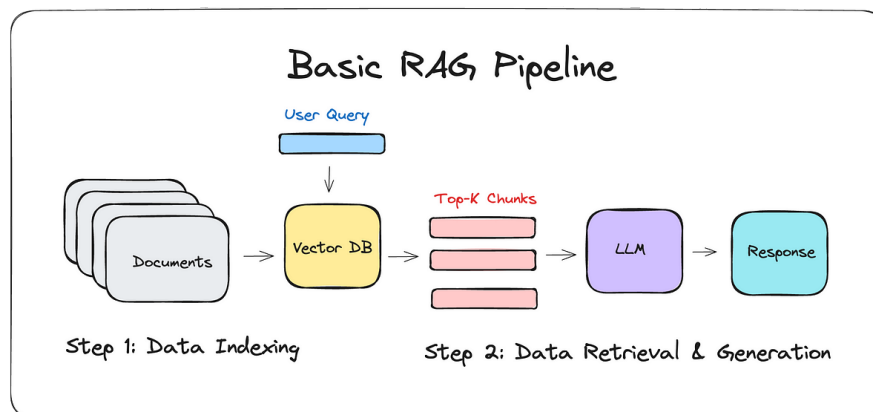 Basic RAG Pipeline
User Query
Top-K Chunks
Documents
Vector DB
LLM
Response
Step 1: Data Indexing
Step 2: Data Retrieval & Generation